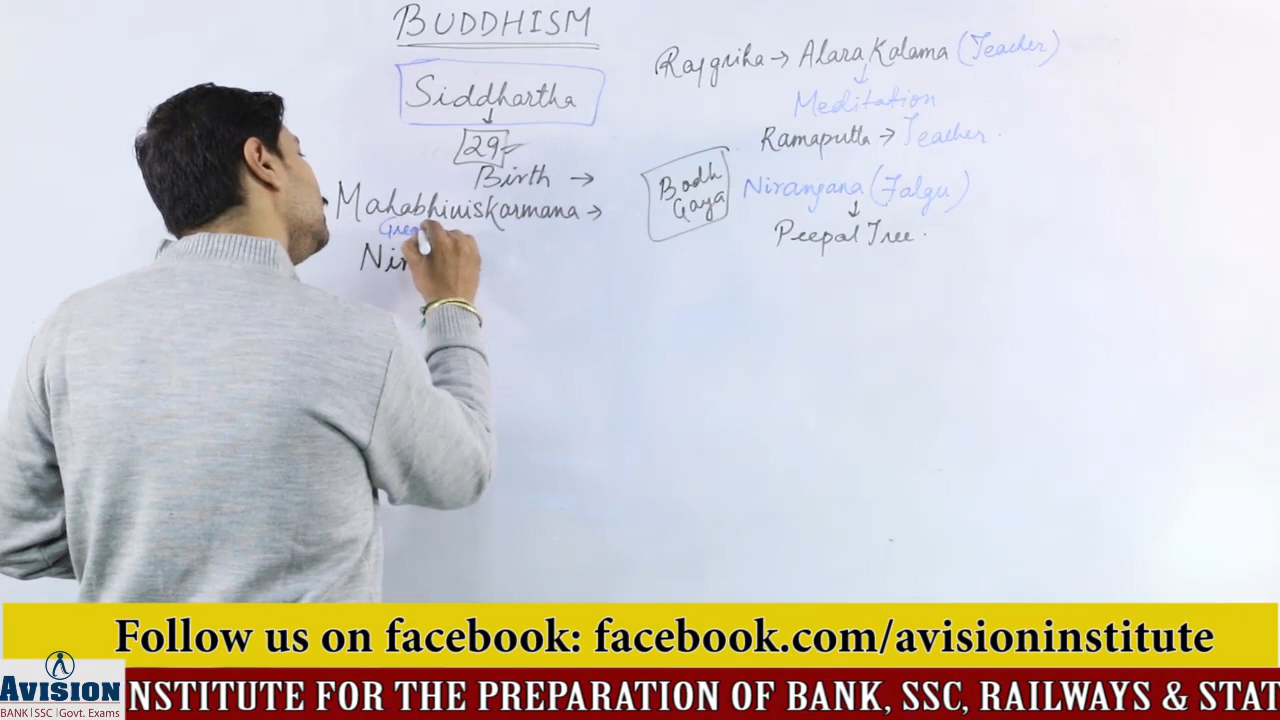 BUDDHISM
Siddhartha
29
Birth →
Mahabhiniskarmana →
Rajgriha → Alara Kalama (Teacher)
Meditation
Ramaputta → Teacher.
Bodh
Gaya
Niranjana (Falgu)
Peepal Tree.
Follow us on facebook: facebook.com/avisioninstitute
AVISION
BANK|SSC|Govt. Exams
NSTITUTE FOR THE PREPARATION OF BANK, SSC, RAILWAYS & STAT